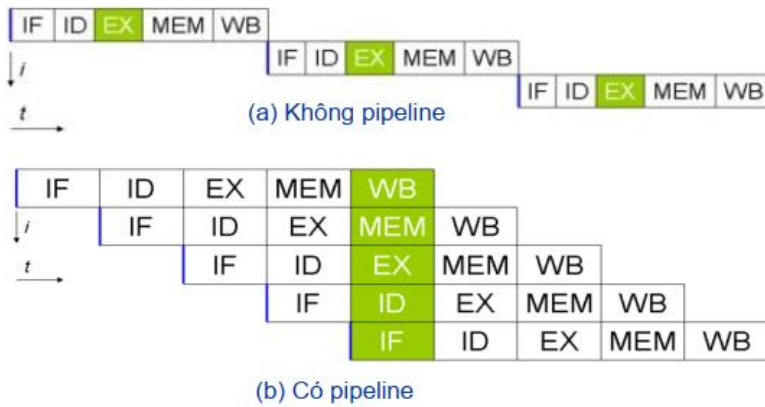 IF ID EX MEM WB
i IF ID EX MEM WB
t IF ID EX MEM WB
(a) Không pipeline
IF ID EX MEM WB
i IF ID EX MEM WB
t IF ID EX MEM WB
IF ID EX MEM WB
IF ID EX MEM WB
(b) Có pipeline